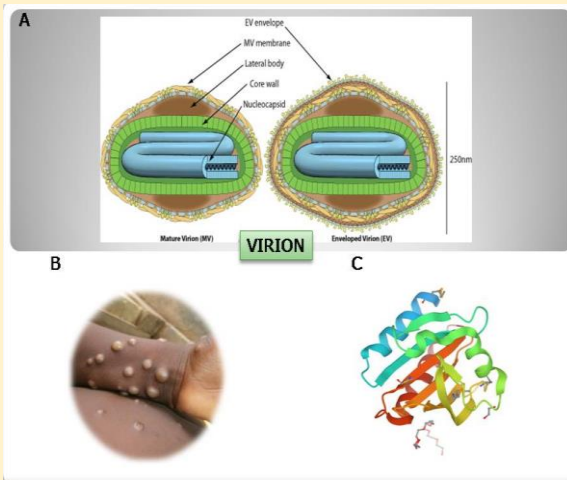 A
EV envelope
MV membrane
Lateral body
Core wall
Nucleocapsid
250nm
Mature Virion (MV)
Enveloped Virion (EV)
VIRION
B
C